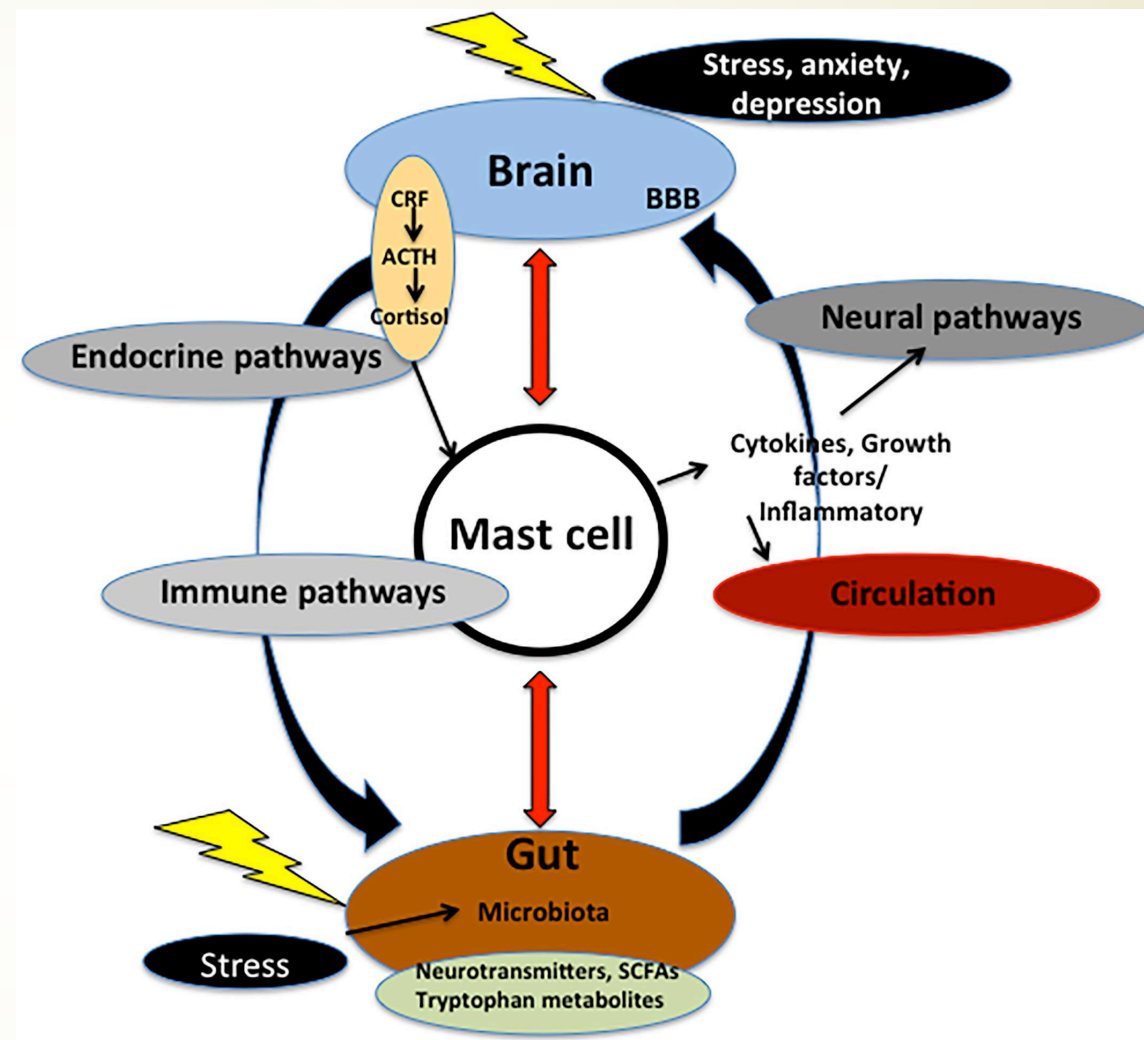 Stress, anxiety,
depression
Brain
BBB
CRF
ACTH
Cortisol
Endocrine pathways
Neural pathways
Cytokines, Growth
factors/
Inflammatory
Mast cell
Immune pathways
Circulation
Gut
Microbiota
Stress
Neurotransmitters, SCFAs
Tryptophan metabolites